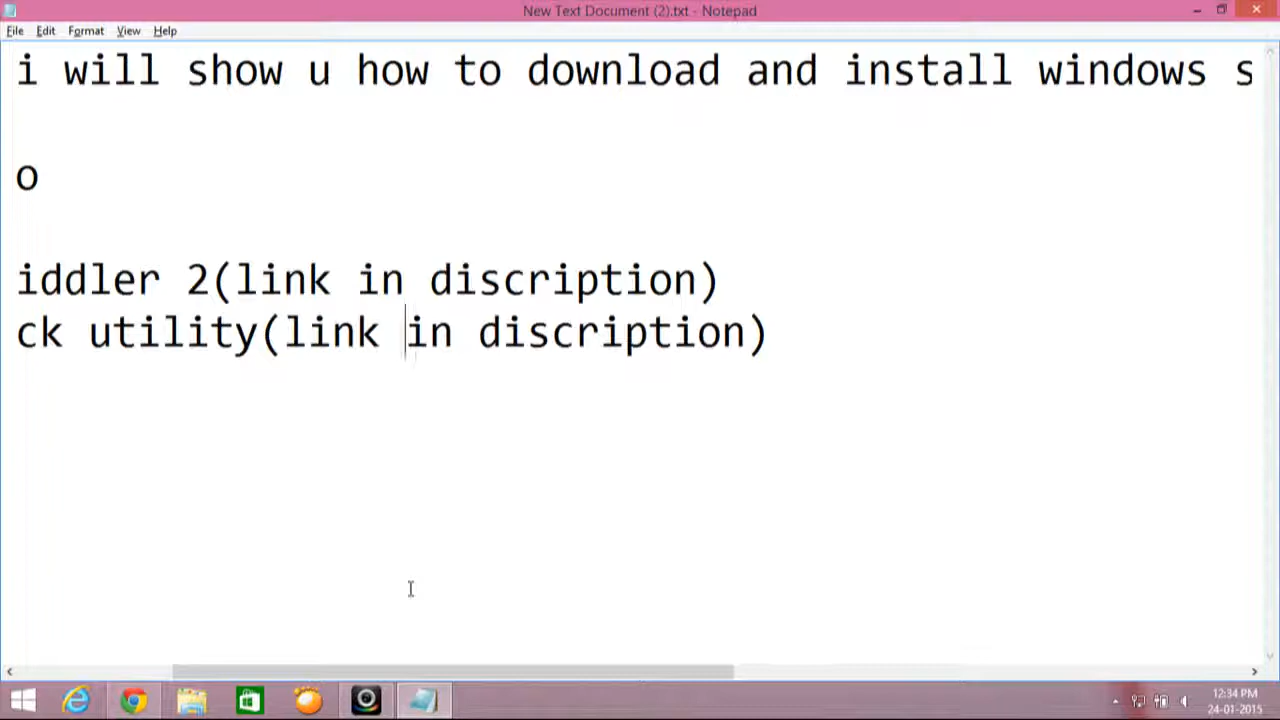 New Text Document (2).txt - Notepad
File Edit Format View Help
i will show u how to download and install windows s
o
iddler 2(link in discription)
ck utility(link in discription)
12:34 PM
24-01-2015